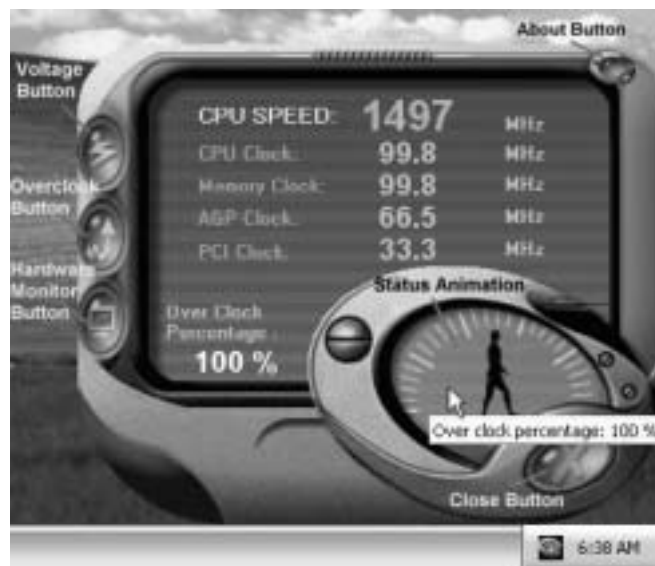 About Button
Voltage
Button
CPU SPEED: 1497 MHz
CPU Clock: 99.8 MHz
Memory Clock: 99.8 MHz
Overclock
Button
AGP Clock: 66.5 MHz
PCI Clock: 33.3 MHz
Hardware
Monitor
Button
Status Animation
Over Clock
Percentage :
100 %
Over clock percentage: 100 %
Close Button
6:38 AM